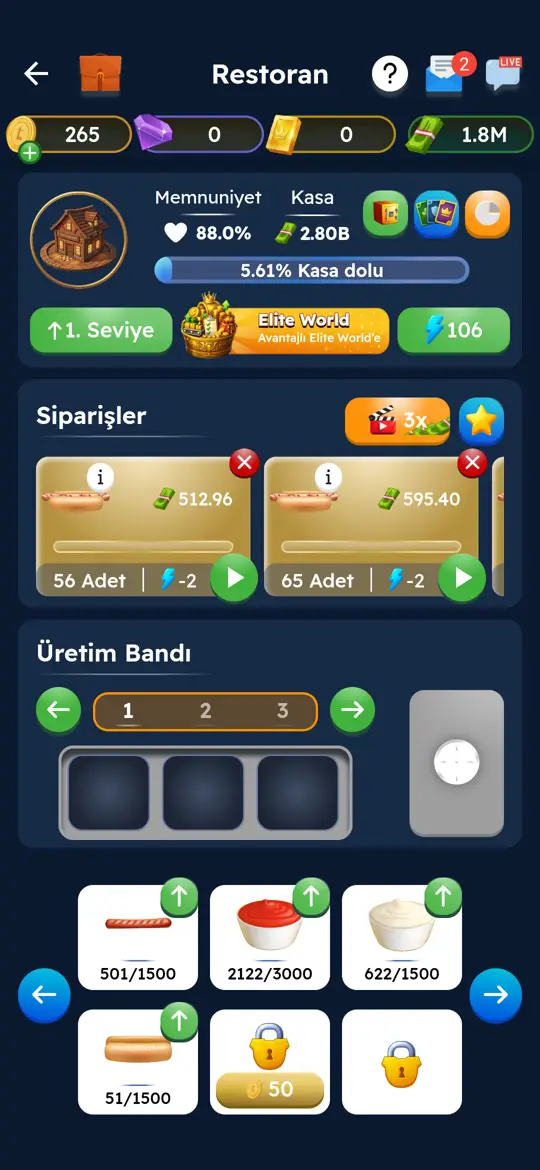 Restoran
?
2
LIVE
265
0
0
1.8M
Memnuniyet
Kasa
88.0%
2.80B
5.61% Kasa dolu
↑1. Seviye
Elite World
Avantajlı Elite World'e
106
Siparişler
3x
i
512.96
56 Adet | -2
i
595.40
65 Adet | -2
Üretim Bandı
1 2 3
501/1500
2122/3000
622/1500
51/1500
50